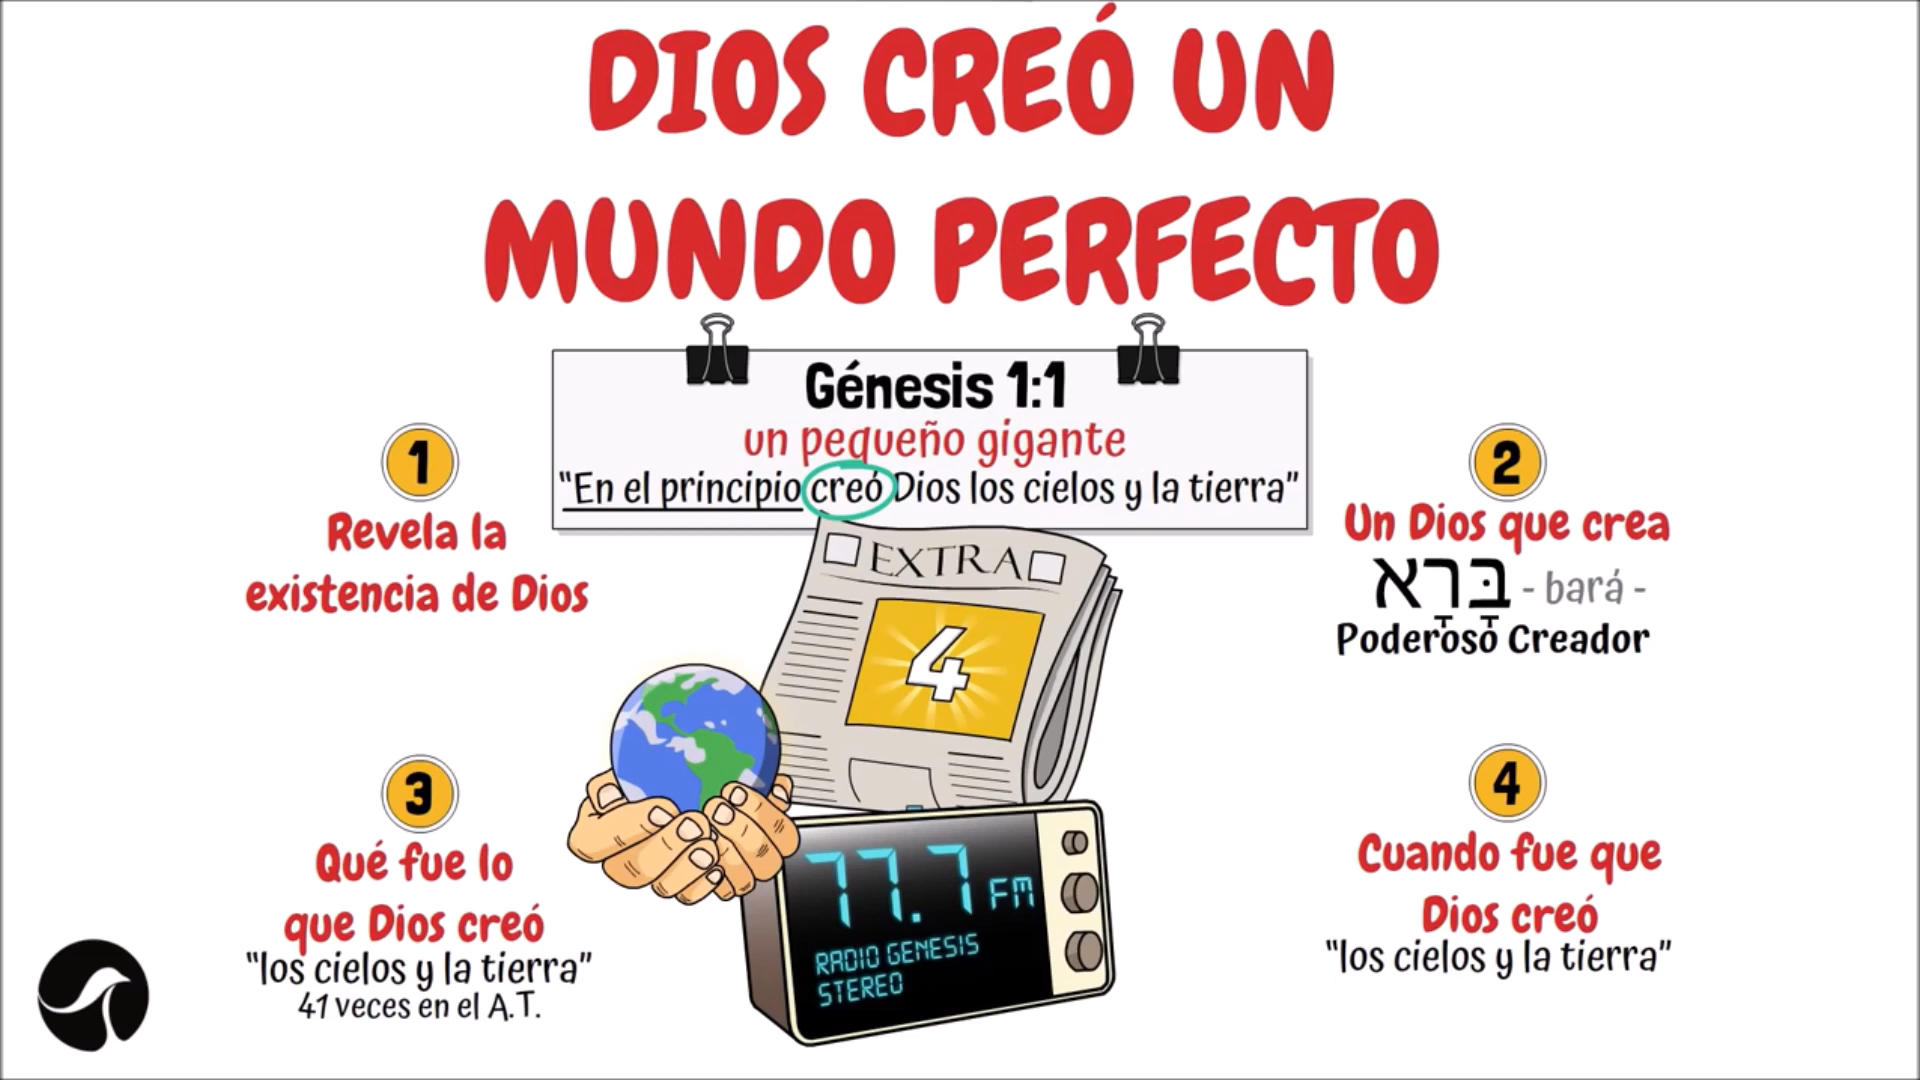 DIOS CREÓ UN
MUNDO PERFECTO
Génesis 1:1
un pequeño gigante
“En el principio creó Dios los cielos y la tierra”
1
Revela la
existencia de Dios
2
Un Dios que crea
בָּרָא - bará -
Poderoso Creador
EXTRA
4
3
Qué fue lo
que Dios creó
“los cielos y la tierra”
41 veces en el A.T.
4
Cuando fue que
Dios creó
“los cielos y la tierra”
77.7 FM
RADIO GENESIS
STEREO